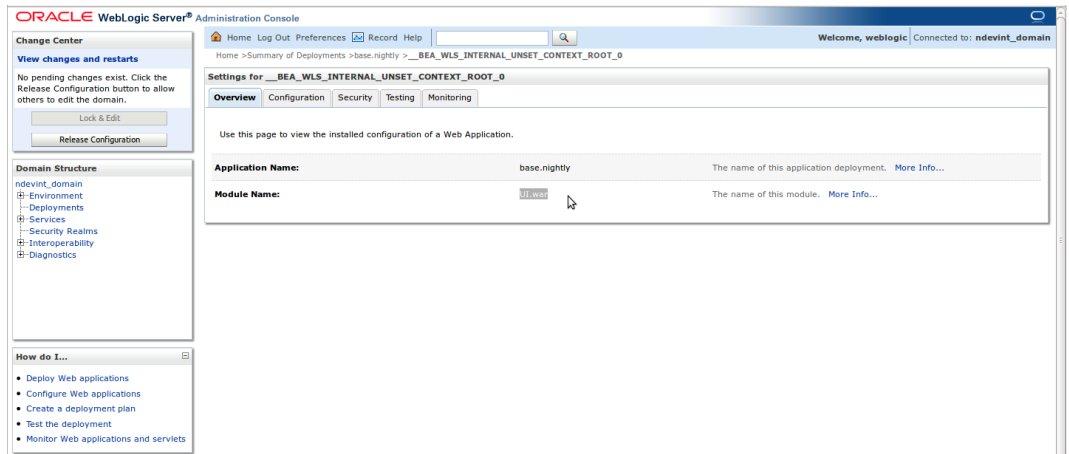 ORACLE WebLogic Server® Administration Console
Change Center
View changes and restarts
No pending changes exist. Click the
Release Configuration button to allow
others to edit the domain.
Lock & Edit
Release Configuration
Domain Structure
ndevint_domain
Environment
Deployments
Services
Security Realms
Interoperability
Diagnostics
How do I...
• Deploy Web applications
• Configure Web applications
• Create a deployment plan
• Test the deployment
• Monitor Web applications and servlets
Home Log Out Preferences Record Help
Welcome, weblogic Connected to: ndevint_domain
Home >Summary of Deployments >base.nightly >__BEA_WLS_INTERNAL_UNSET_CONTEXT_ROOT_0
Settings for __BEA_WLS_INTERNAL_UNSET_CONTEXT_ROOT_0
Overview Configuration Security Testing Monitoring
Use this page to view the installed configuration of a Web Application.
Application Name: base.nightly The name of this application deployment. More Info...
Module Name: UI.war The name of this module. More Info...